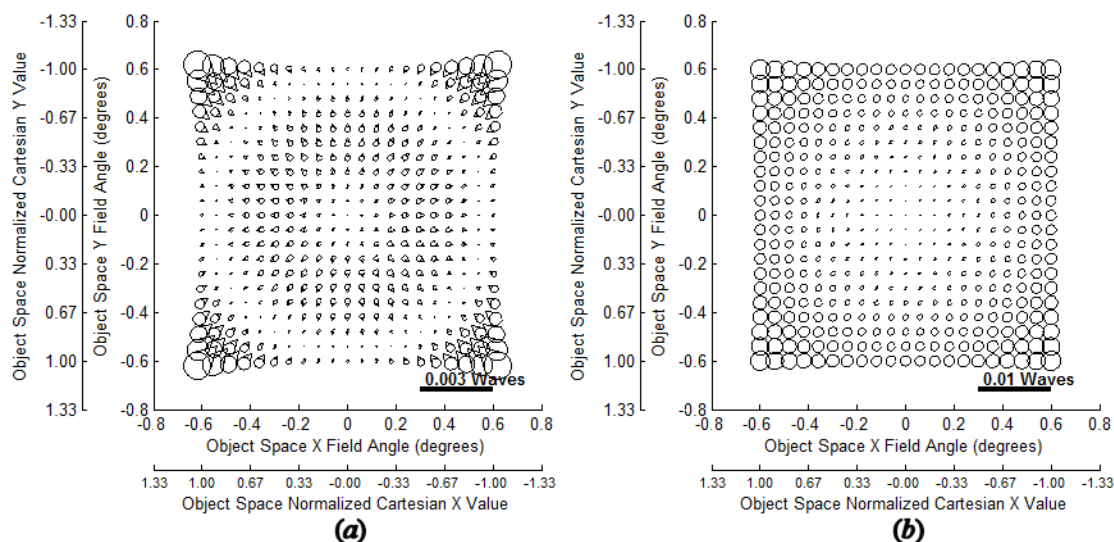 -1.33
-1.00
-0.67
-0.33
-0.00
0.33
0.67
1.00
1.33
Object Space Normalized Cartesian Y Value
Object Space Y Field Angle (degrees)
0.8
0.6
0.4
0.2
0
-0.2
-0.4
-0.6
-0.8
0.003 Waves
-0.8 -0.6 -0.4 -0.2 0 0.2 0.4 0.6 0.8
Object Space X Field Angle (degrees)
1.33 1.00 0.67 0.33 -0.00 -0.33 -0.67 -1.00 -1.33
Object Space Normalized Cartesian X Value
(a)
-1.33
-1.00
-0.67
-0.33
-0.00
0.33
0.67
1.00
1.33
Object Space Normalized Cartesian Y Value
Object Space Y Field Angle (degrees)
0.8
0.6
0.4
0.2
0
-0.2
-0.4
-0.6
-0.8
0.01 Waves
-0.8 -0.6 -0.4 -0.2 0 0.2 0.4 0.6 0.8
Object Space X Field Angle (degrees)
1.33 1.00 0.67 0.33 -0.00 -0.33 -0.67 -1.00 -1.33
Object Space Normalized Cartesian X Value
(b)